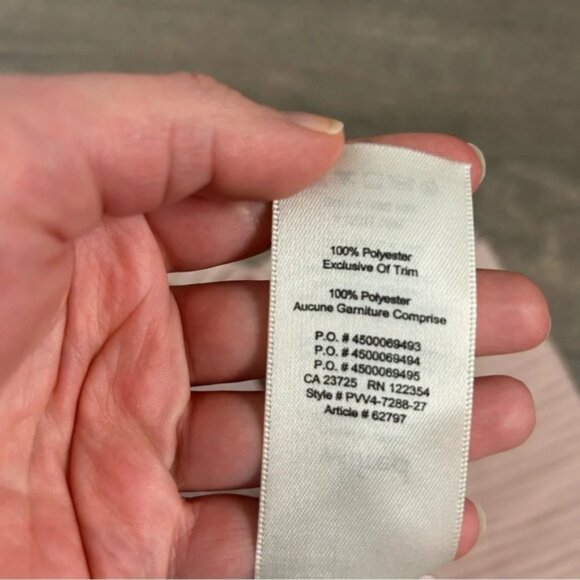 100% Polyester
Exclusive Of Trim
100% Polyester
Aucune Garniture Comprise
P.O. # 4500069493
P.O. # 4500069494
P.O. # 4500069495
CA 23725 RN 122354
Style # PVV4-7288-27
Article # 62797